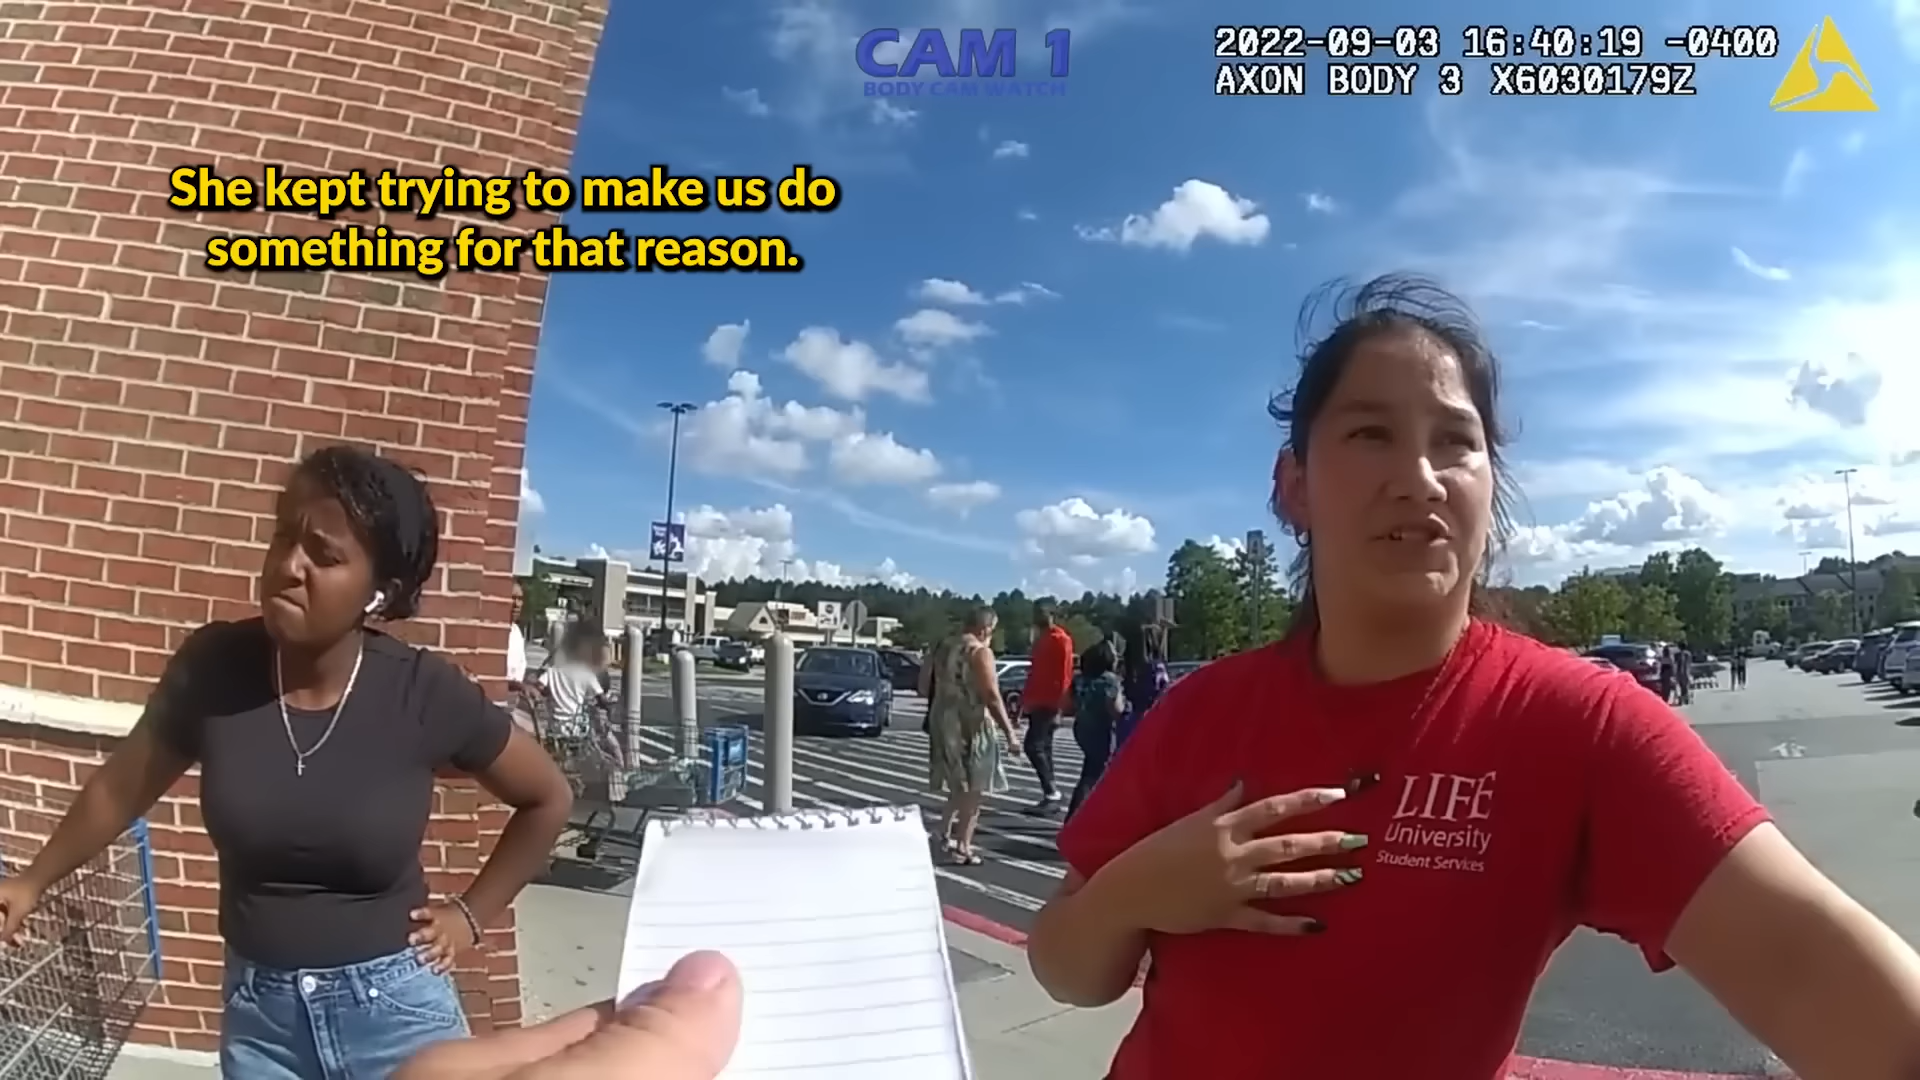 CAM 1
BODY CAM WATCH
2022-09-03 16:40:19 -0400
AXON BODY 3 X6030179Z
She kept trying to make us do
something for that reason.
LIFE
University
Student Services